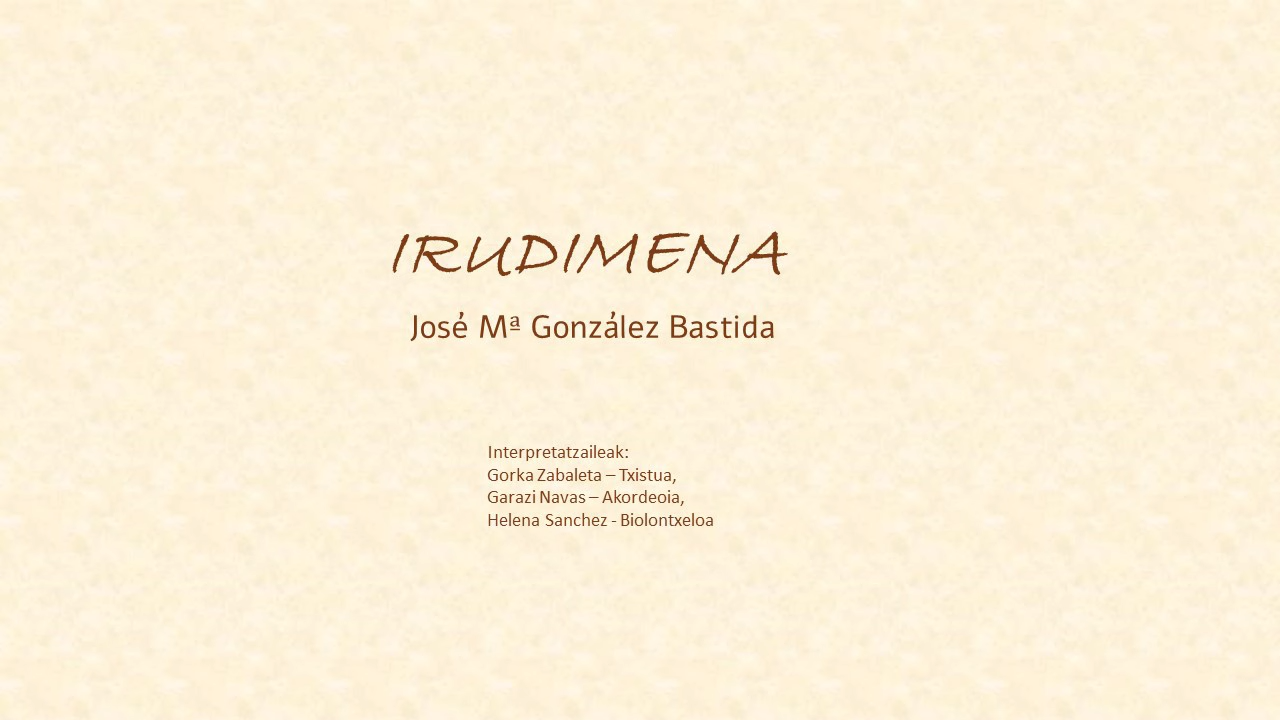 IRUDIMENA
José Mª González Bastida
Interpretatzaileak:
Gorka Zabaleta – Txistua,
Garazi Navas – Akordeoia,
Helena Sanchez - Biolontxeloa